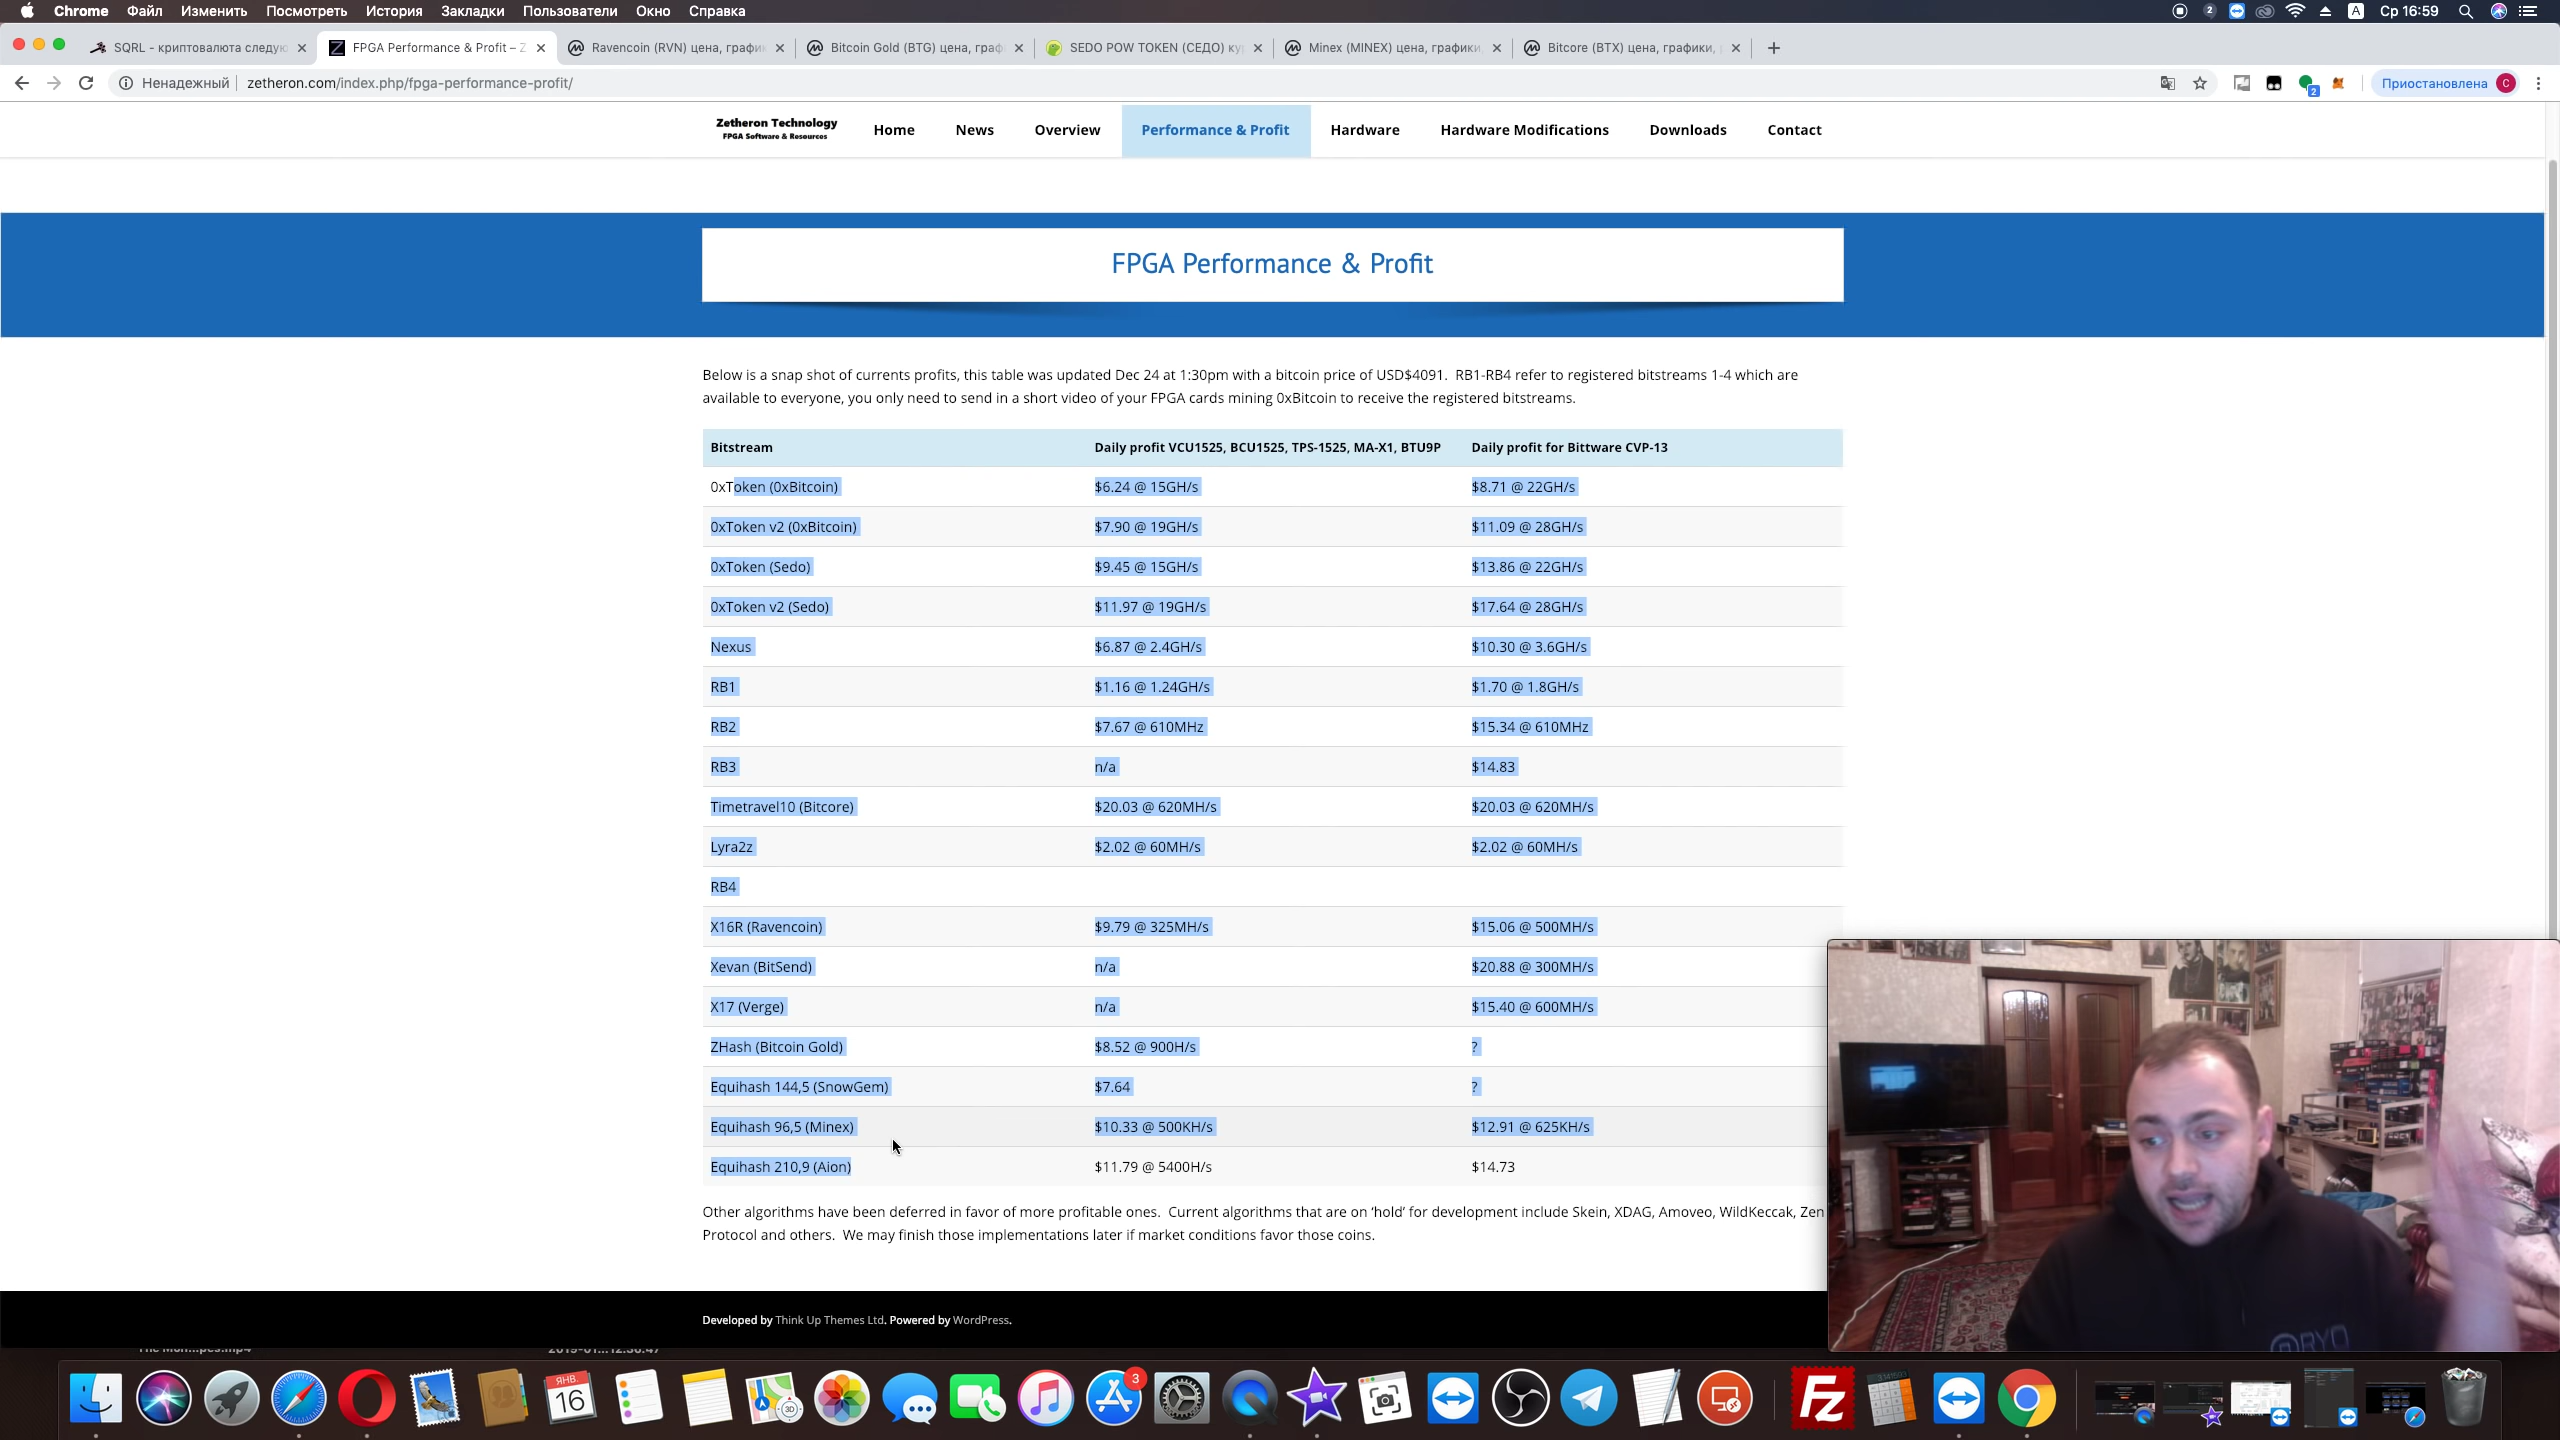 Chrome Файл Изменить Посмотреть История Закладки Пользователи Окно Справка
2 A Ср 16:59
SQRL - криптовалюта следую
FPGA Performance & Profit – Z
Ravencoin (RVN) цена, график
Bitcoin Gold (BTG) цена, граф
SEDO POW TOKEN (СЕДО) ку
Minex (MINEX) цена, графики,
Bitcore (BTX) цена, графики,
Ненадежный zetheron.com/index.php/fpga-performance-profit/
2 Приостановлена C
Zetheron Technology
FPGA Software & Resources
Home News Overview Performance & Profit Hardware Hardware Modifications Downloads Contact
FPGA Performance & Profit
Below is a snap shot of currents profits, this table was updated Dec 24 at 1:30pm with a bitcoin price of USD$4091. RB1-RB4 refer to registered bitstreams 1-4 which are
available to everyone, you only need to send in a short video of your FPGA cards mining 0xBitcoin to receive the registered bitstreams.
Bitstream Daily profit VCU1525, BCU1525, TPS-1525, MA-X1, BTU9P Daily profit for Bittware CVP-13
0xToken (0xBitcoin) $6.24 @ 15GH/s $8.71 @ 22GH/s
0xToken v2 (0xBitcoin) $7.90 @ 19GH/s $11.09 @ 28GH/s
0xToken (Sedo) $9.45 @ 15GH/s $13.86 @ 22GH/s
0xToken v2 (Sedo) $11.97 @ 19GH/s $17.64 @ 28GH/s
Nexus $6.87 @ 2.4GH/s $10.30 @ 3.6GH/s
RB1 $1.16 @ 1.24GH/s $1.70 @ 1.8GH/s
RB2 $7.67 @ 610MHz $15.34 @ 610MHz
RB3 n/a $14.83
Timetravel10 (Bitcore) $20.03 @ 620MH/s $20.03 @ 620MH/s
Lyra2z $2.02 @ 60MH/s $2.02 @ 60MH/s
RB4
X16R (Ravencoin) $9.79 @ 325MH/s $15.06 @ 500MH/s
Xevan (BitSend) n/a $20.88 @ 300MH/s
X17 (Verge) n/a $15.40 @ 600MH/s
ZHash (Bitcoin Gold) $8.52 @ 900H/s ?
Equihash 144,5 (SnowGem) $7.64 ?
Equihash 96,5 (Minex) $10.33 @ 500KH/s $12.91 @ 625KH/s
Equihash 210,9 (Aion) $11.79 @ 5400H/s $14.73
Other algorithms have been deferred in favor of more profitable ones. Current algorithms that are on ‘hold’ for development include Skein, XDAG, Amoveo, WildKeccak, Zen
Protocol and others. We may finish those implementations later if market conditions favor those coins.
Developed by Think Up Themes Ltd. Powered by WordPress.
RYO
ЯНВ.
16
3D
3
Fz